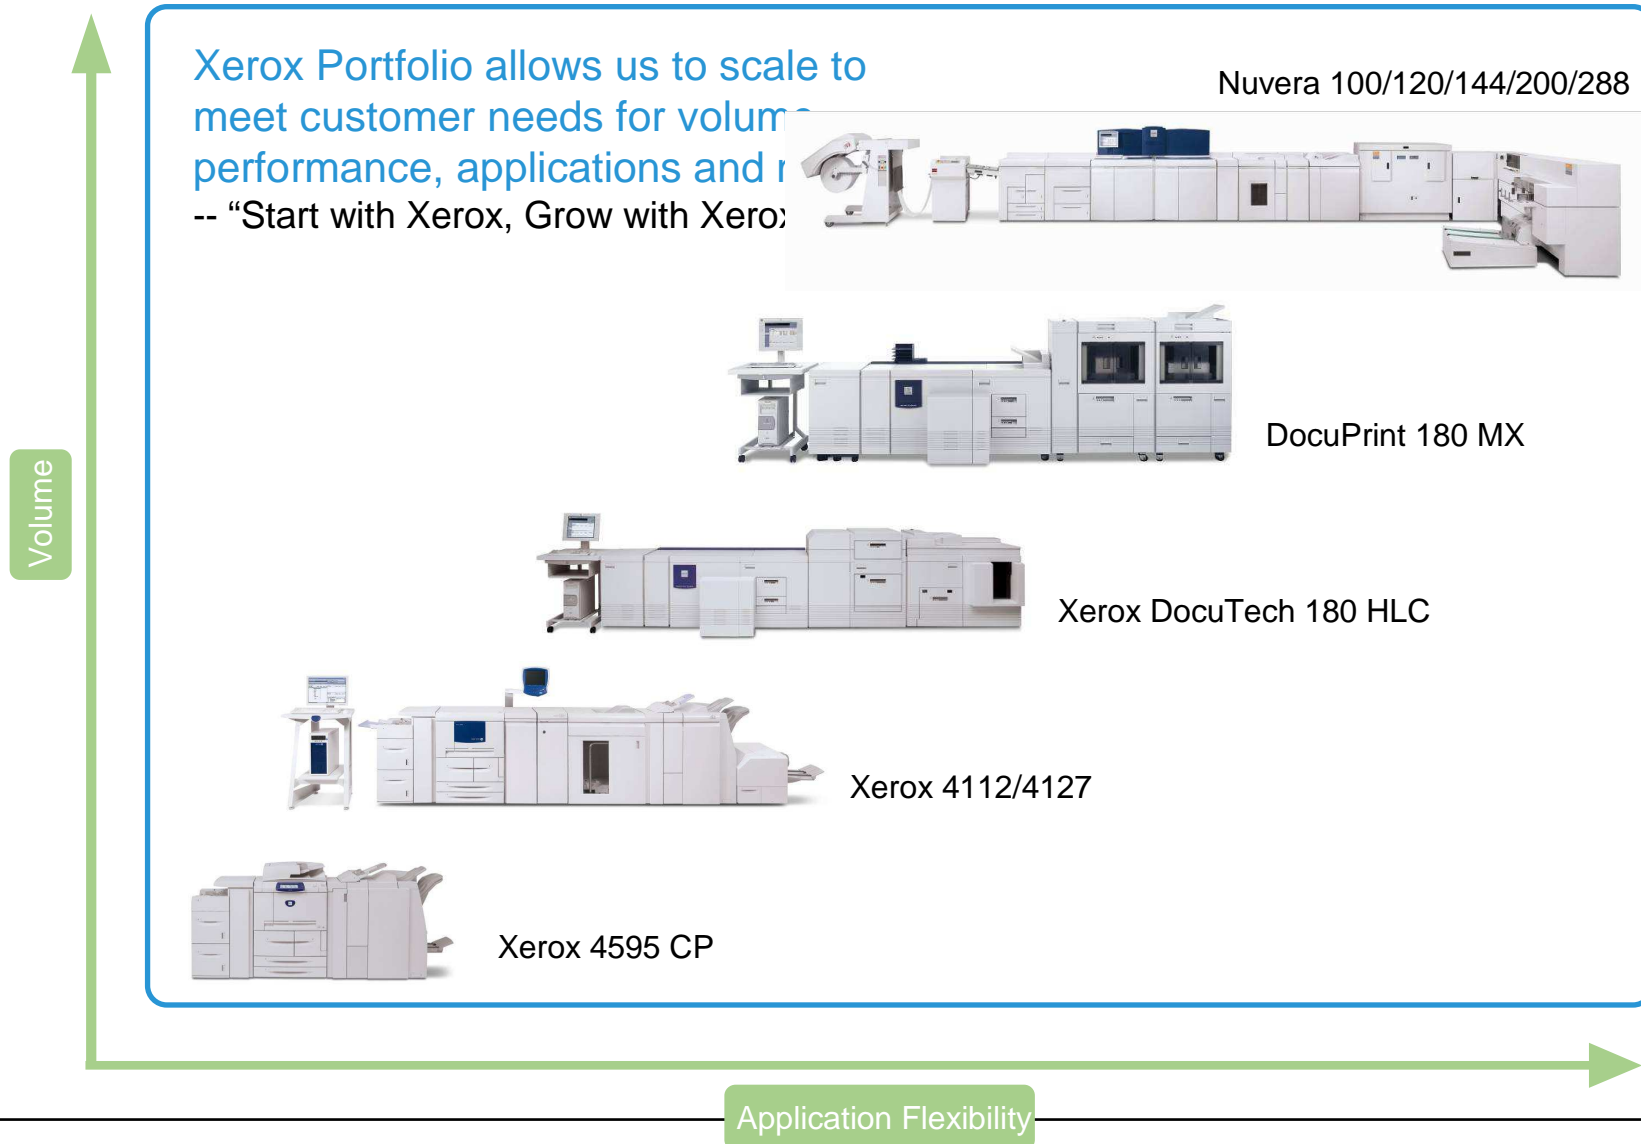 Xerox Portfolio allows us to scale to
meet customer needs for volume
performance, applications and
-- “Start with Xerox, Grow with Xerox
Nuvera 100/120/144/200/288
DocuPrint 180 MX
Volume
Xerox DocuTech 180 HLC
Xerox 4112/4127
Xerox 4595 CP
Application Flexibility